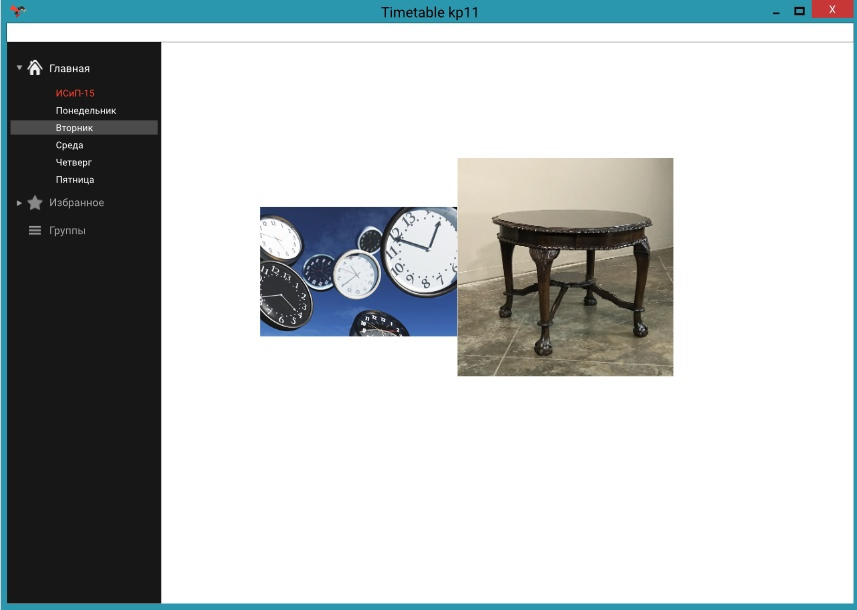 Timetable kp11
X
Главная
ИСиП-15
Понедельник
Вторник
Среда
Четверг
Пятница
Избранное
Группы